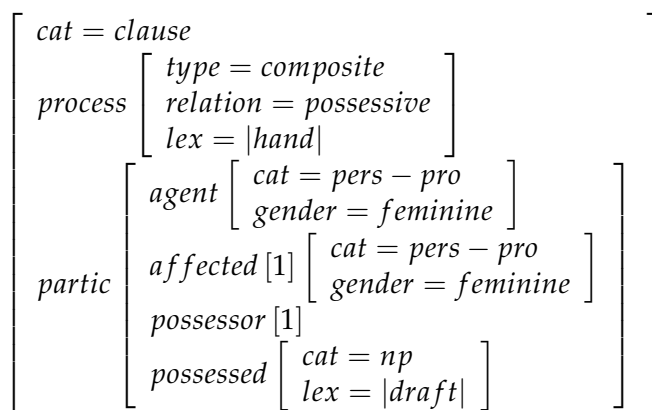 cat = clause
process [ type = composite
relation = possessive
lex = |hand| ]
partic [ agent [ cat = pers − pro
gender = feminine ]
affected [1] [ cat = pers − pro
gender = feminine ]
possessor [1]
possessed [ cat = np
lex = |draft| ] ]